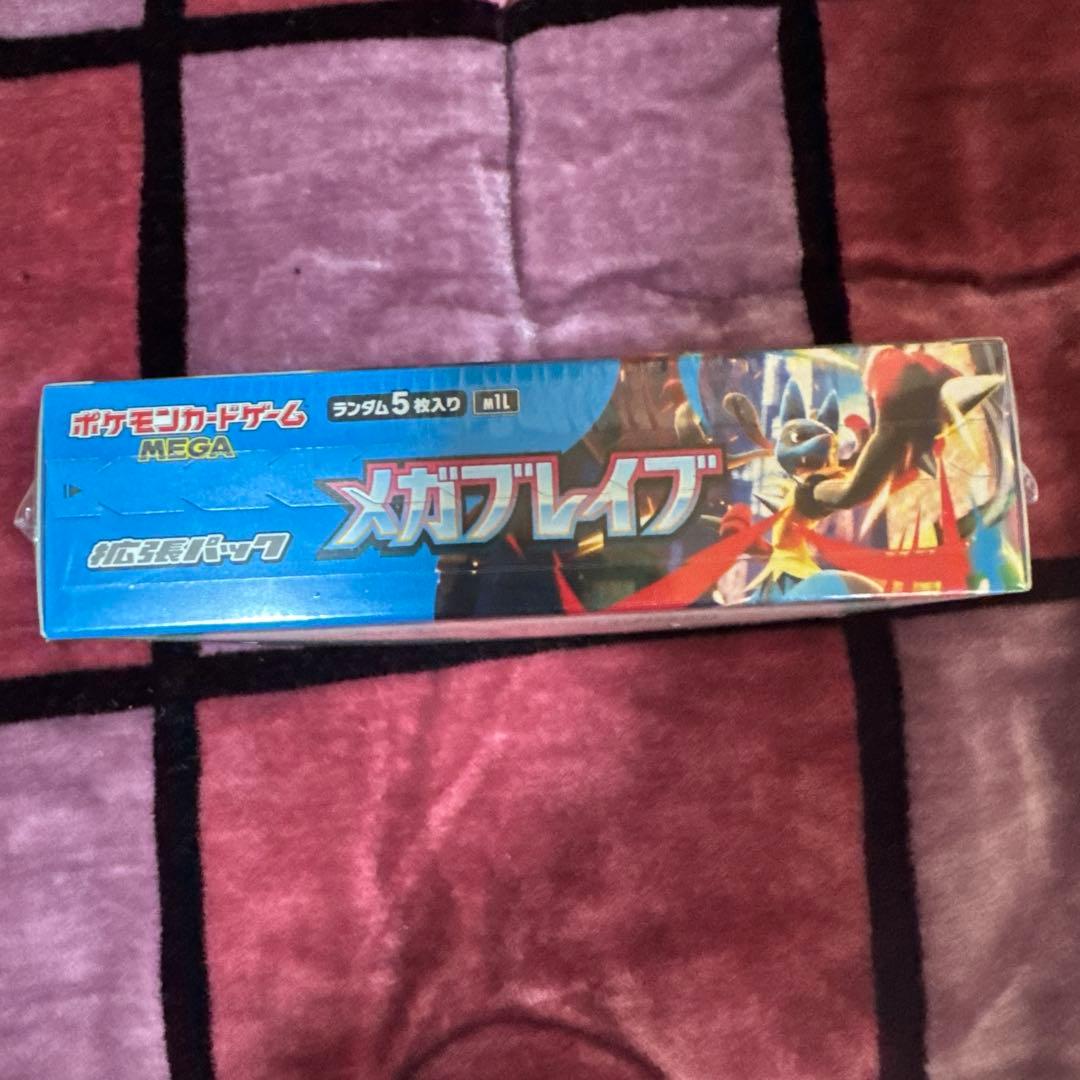 ポケモンカードゲーム
MEGA
ランダム5枚入り M1L
メガブレイブ
拡張パック